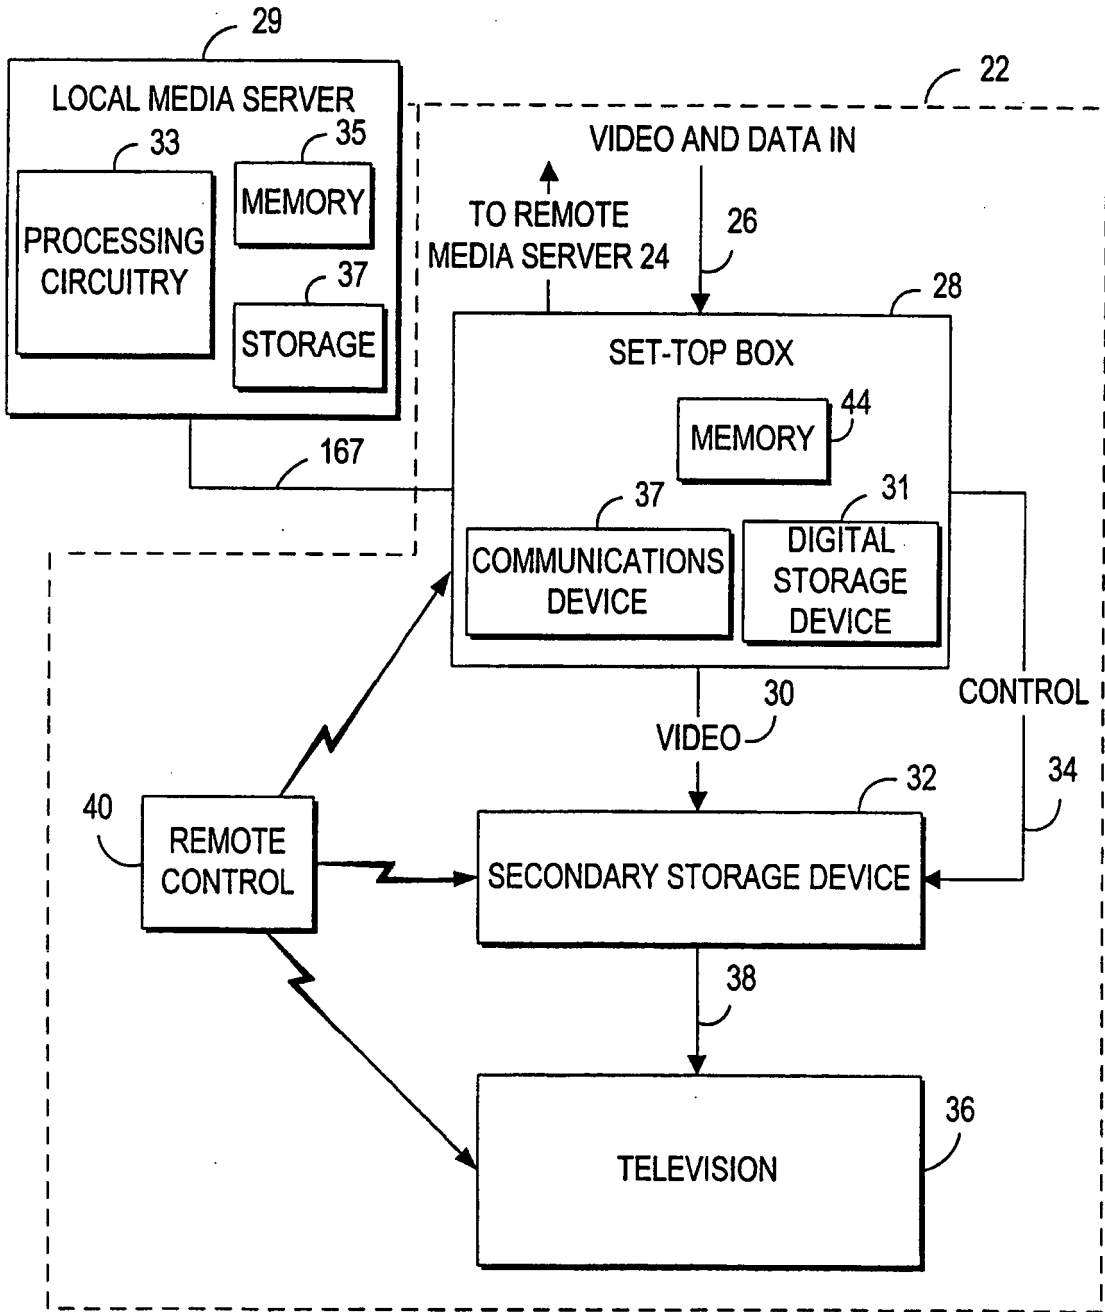 29
LOCAL MEDIA SERVER
33
PROCESSING
CIRCUITRY
35
MEMORY
37
STORAGE
167
22
VIDEO AND DATA IN
26
TO REMOTE
MEDIA SERVER 24
28
SET-TOP BOX
MEMORY
44
37
COMMUNICATIONS
DEVICE
31
DIGITAL
STORAGE
DEVICE
30
VIDEO
CONTROL
34
32
SECONDARY STORAGE DEVICE
40
REMOTE
CONTROL
38
36
TELEVISION